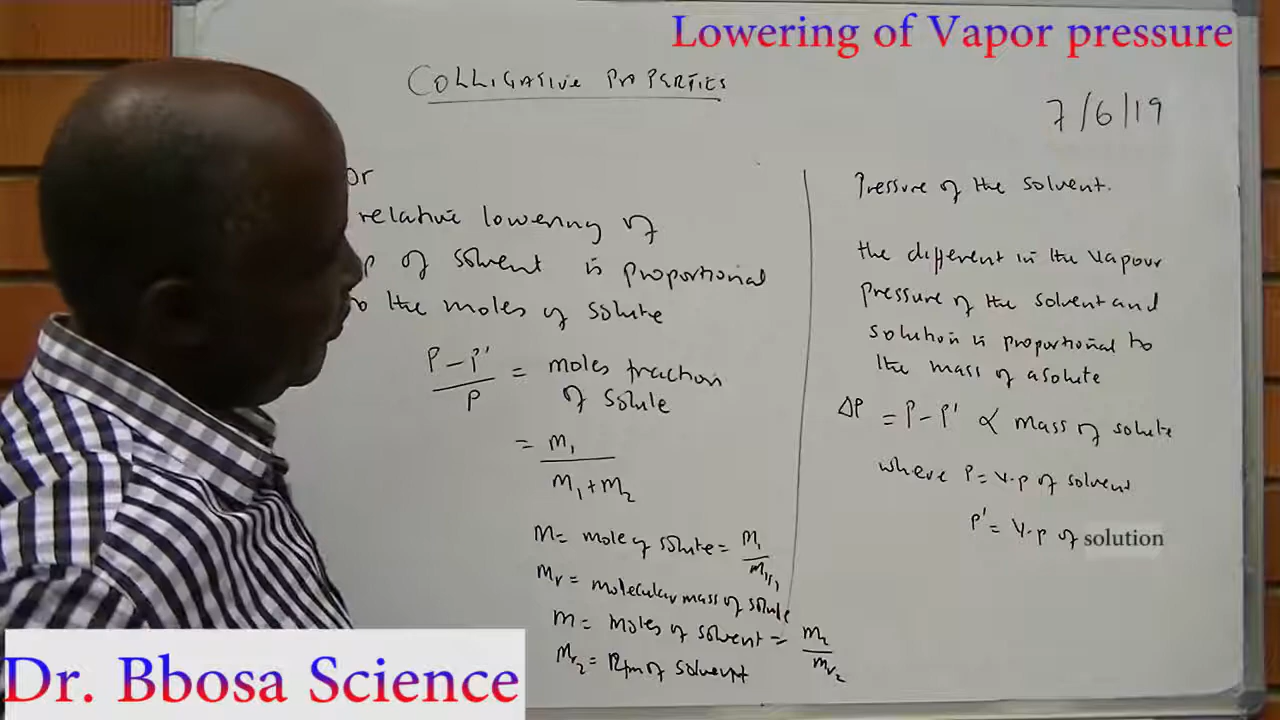 Lowering of Vapor pressure
COLLIGATIVE PROPERTIES
7/6/19
or
relative lowering of
p of solvent is proportional
to the moles of solute
P-P' / P = moles fraction of solute
= m₁ / m₁+m₂
M= mole of solute = m₁ / Mr₁
Mr = molecular mass of solute
m= moles of solvent = m₂ / Mr₂
Mr₂ = Rfm of solvent
Pressure of the solvent.
the different in the vapour
pressure of the solvent and
solution is proportional to
the mass of a solute
ΔP = P-P' ∝ mass of solute
where P= v.p of solvent
P' = v.p of solution
Dr. Bbosa Science